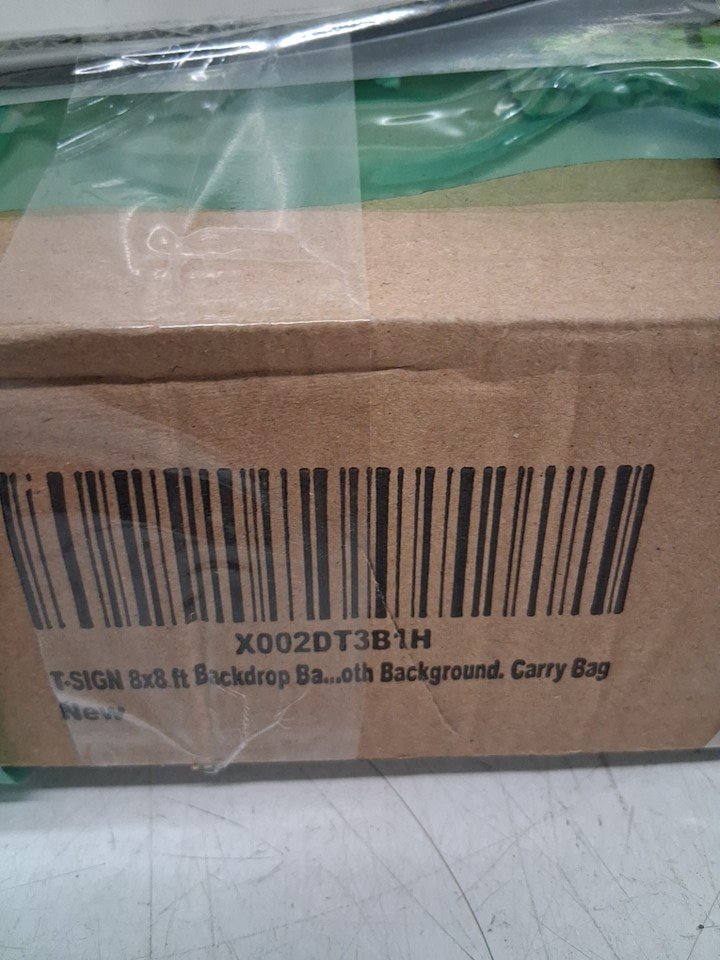 X002DT3B1H
T-SIGN 8x8 ft Backdrop Ba...oth Background. Carry Bag
New